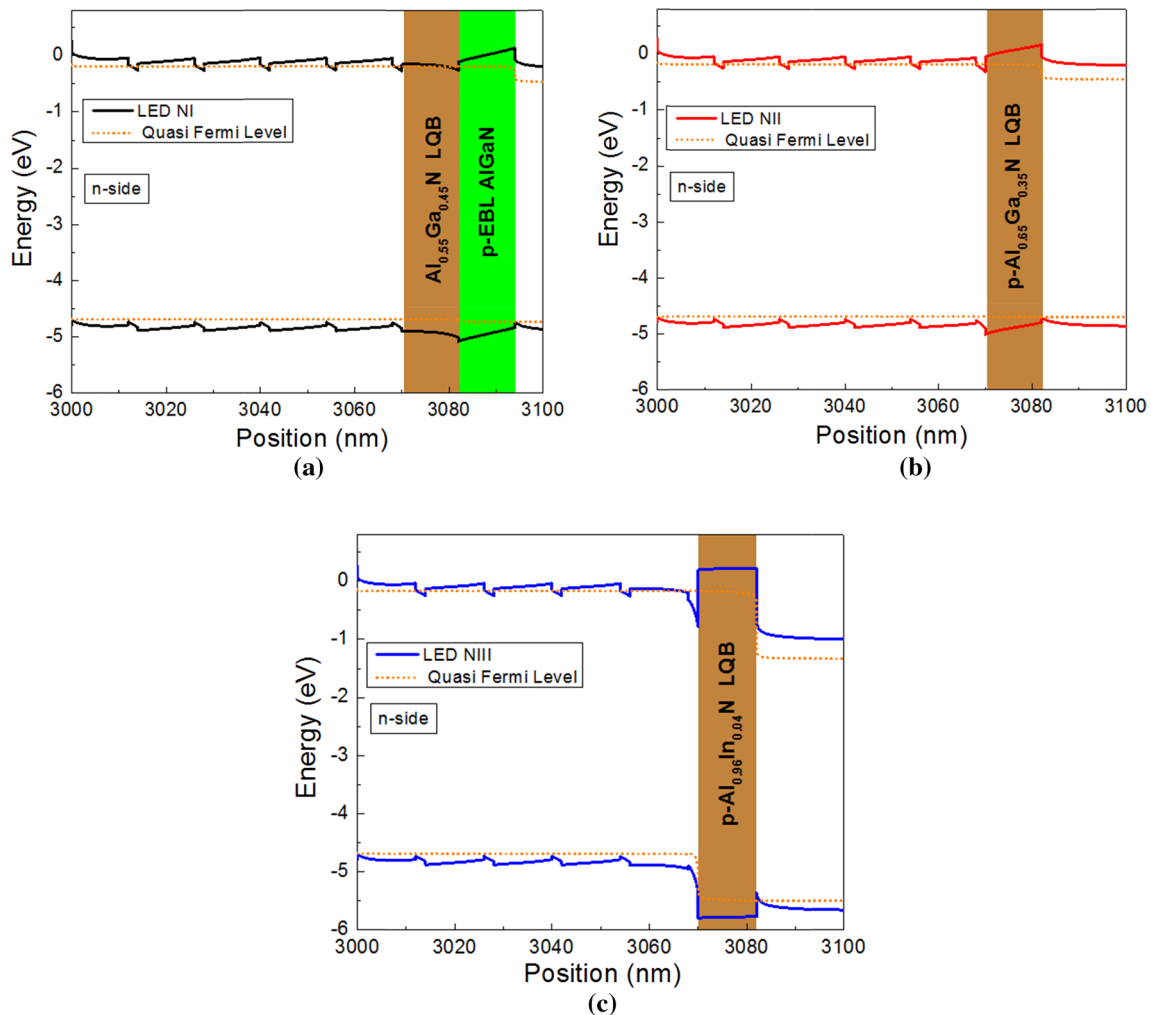 0
-1
-2
-3
-4
-5
-6
Energy (eV)
LED NI
Quasi Fermi Level
n-side
Al0.55Ga0.45N LQB
p-EBL AlGaN
3000 3020 3040 3060 3080 3100
Position (nm)
(a)
0
-1
-2
-3
-4
-5
-6
Energy (eV)
LED NII
Quasi Fermi Level
n-side
p-Al0.65Ga0.35N LQB
3000 3020 3040 3060 3080 3100
Position (nm)
(b)
0
-1
-2
-3
-4
-5
-6
Energy (eV)
LED NIII
Quasi Fermi Level
n-side
p-Al0.96In0.04N LQB
3000 3020 3040 3060 3080 3100
Position (nm)
(c)